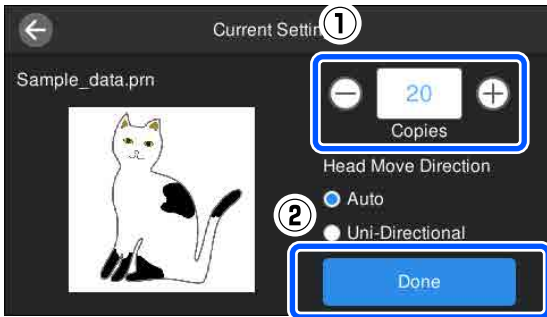 Current Settin
①
Sample_data.prn
20
Copies
Head Move Direction
Auto
②
Uni-Directional
Done